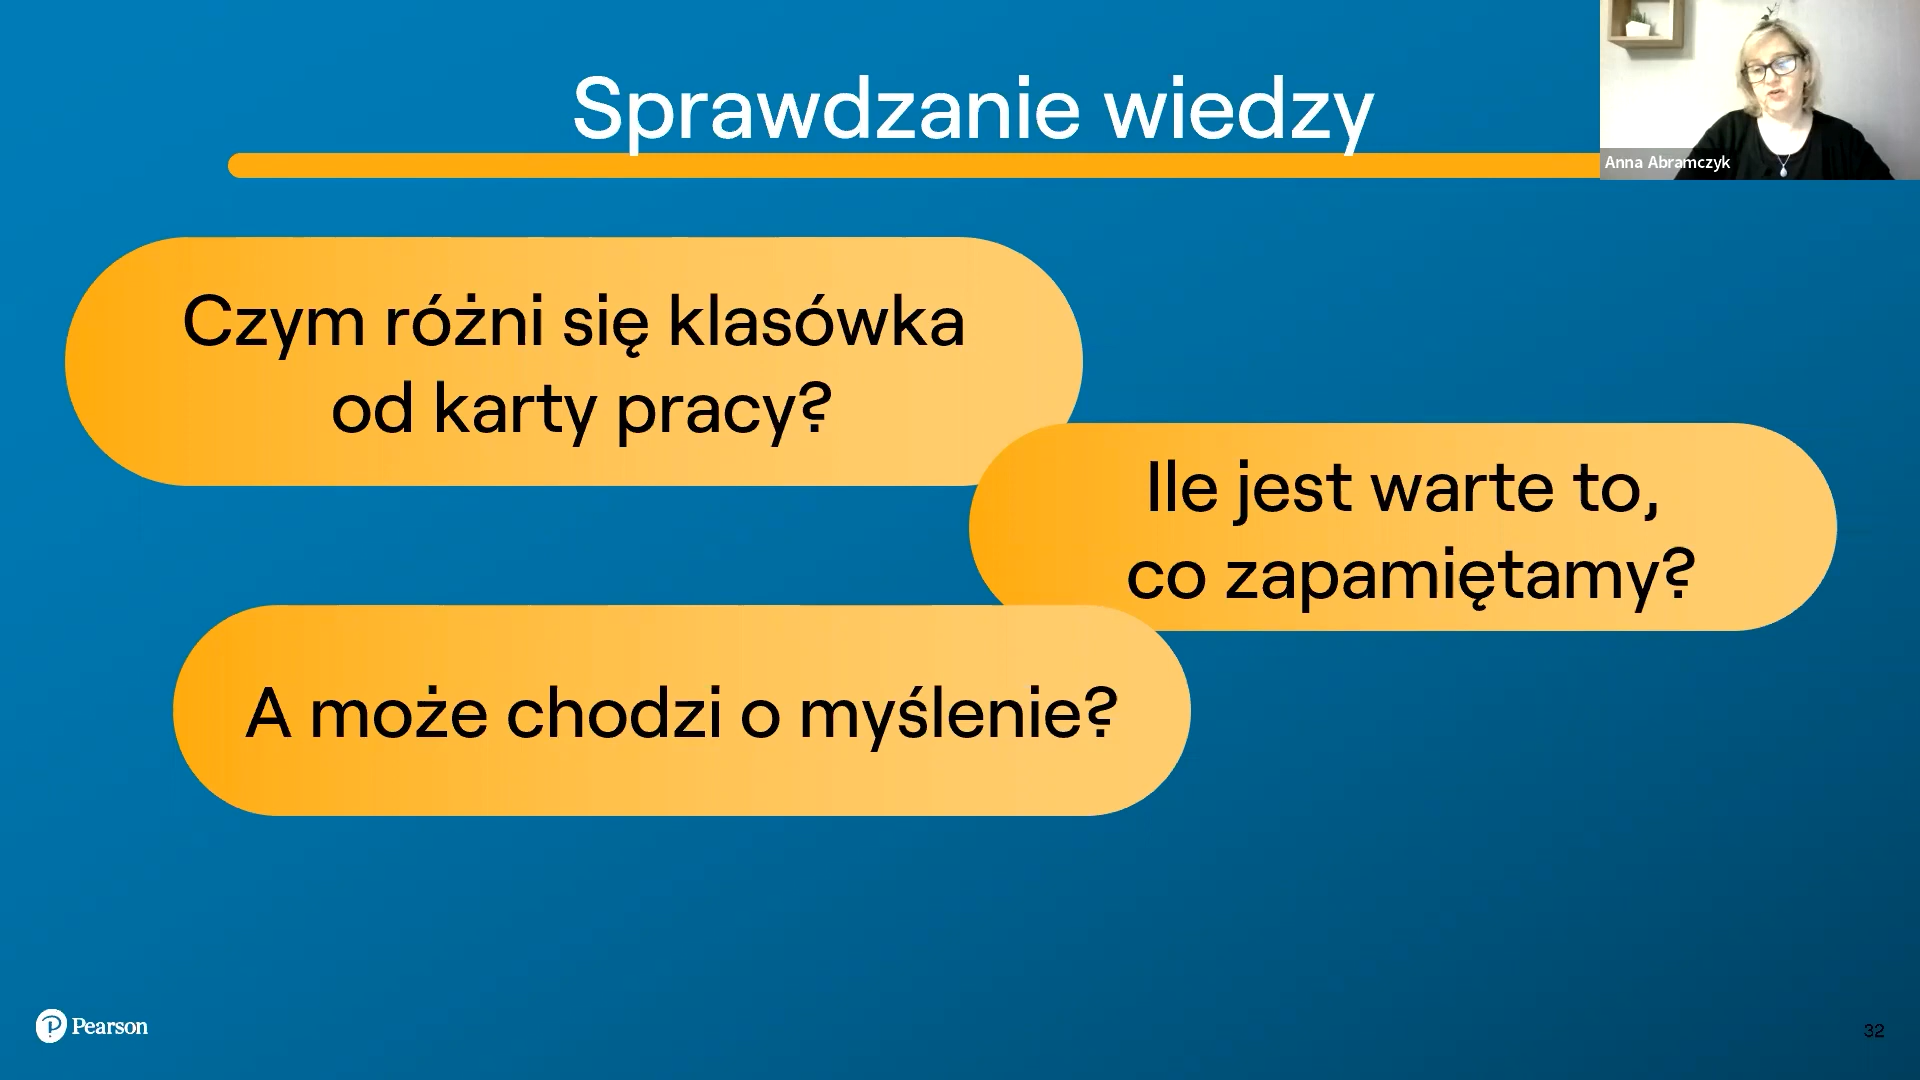 Sprawdzanie wiedzy
Anna Abramczyk
Czym różni się klasówka
od karty pracy?
Ile jest warte to,
co zapamiętamy?
A może chodzi o myślenie?
Pearson
32